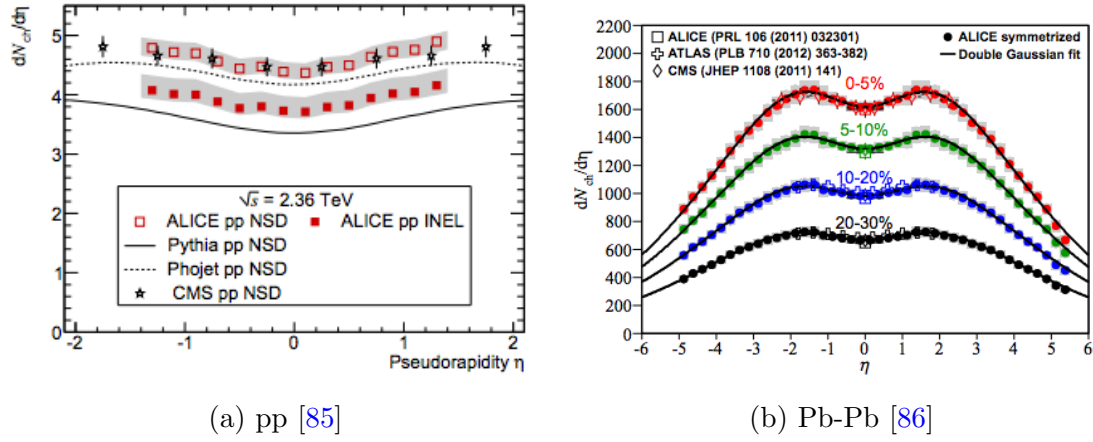 dN_ch/dη
5
4
3
2
1
0
√s = 2.36 TeV
ALICE pp NSD
ALICE pp INEL
Pythia pp NSD
Phojet pp NSD
CMS pp NSD
-2 -1 0 1 2
Pseudorapidity η
(a) pp [85]
dN_ch/dη
2200
2000
1800
1600
1400
1200
1000
800
600
400
200
0
ALICE (PRL 106 (2011) 032301)
ATLAS (PLB 710 (2012) 363-382)
CMS (JHEP 1108 (2011) 141)
ALICE symmetrized
Double Gaussian fit
0-5%
5-10%
10-20%
20-30%
-6 -5 -4 -3 -2 -1 0 1 2 3 4 5 6
η
(b) Pb-Pb [86]